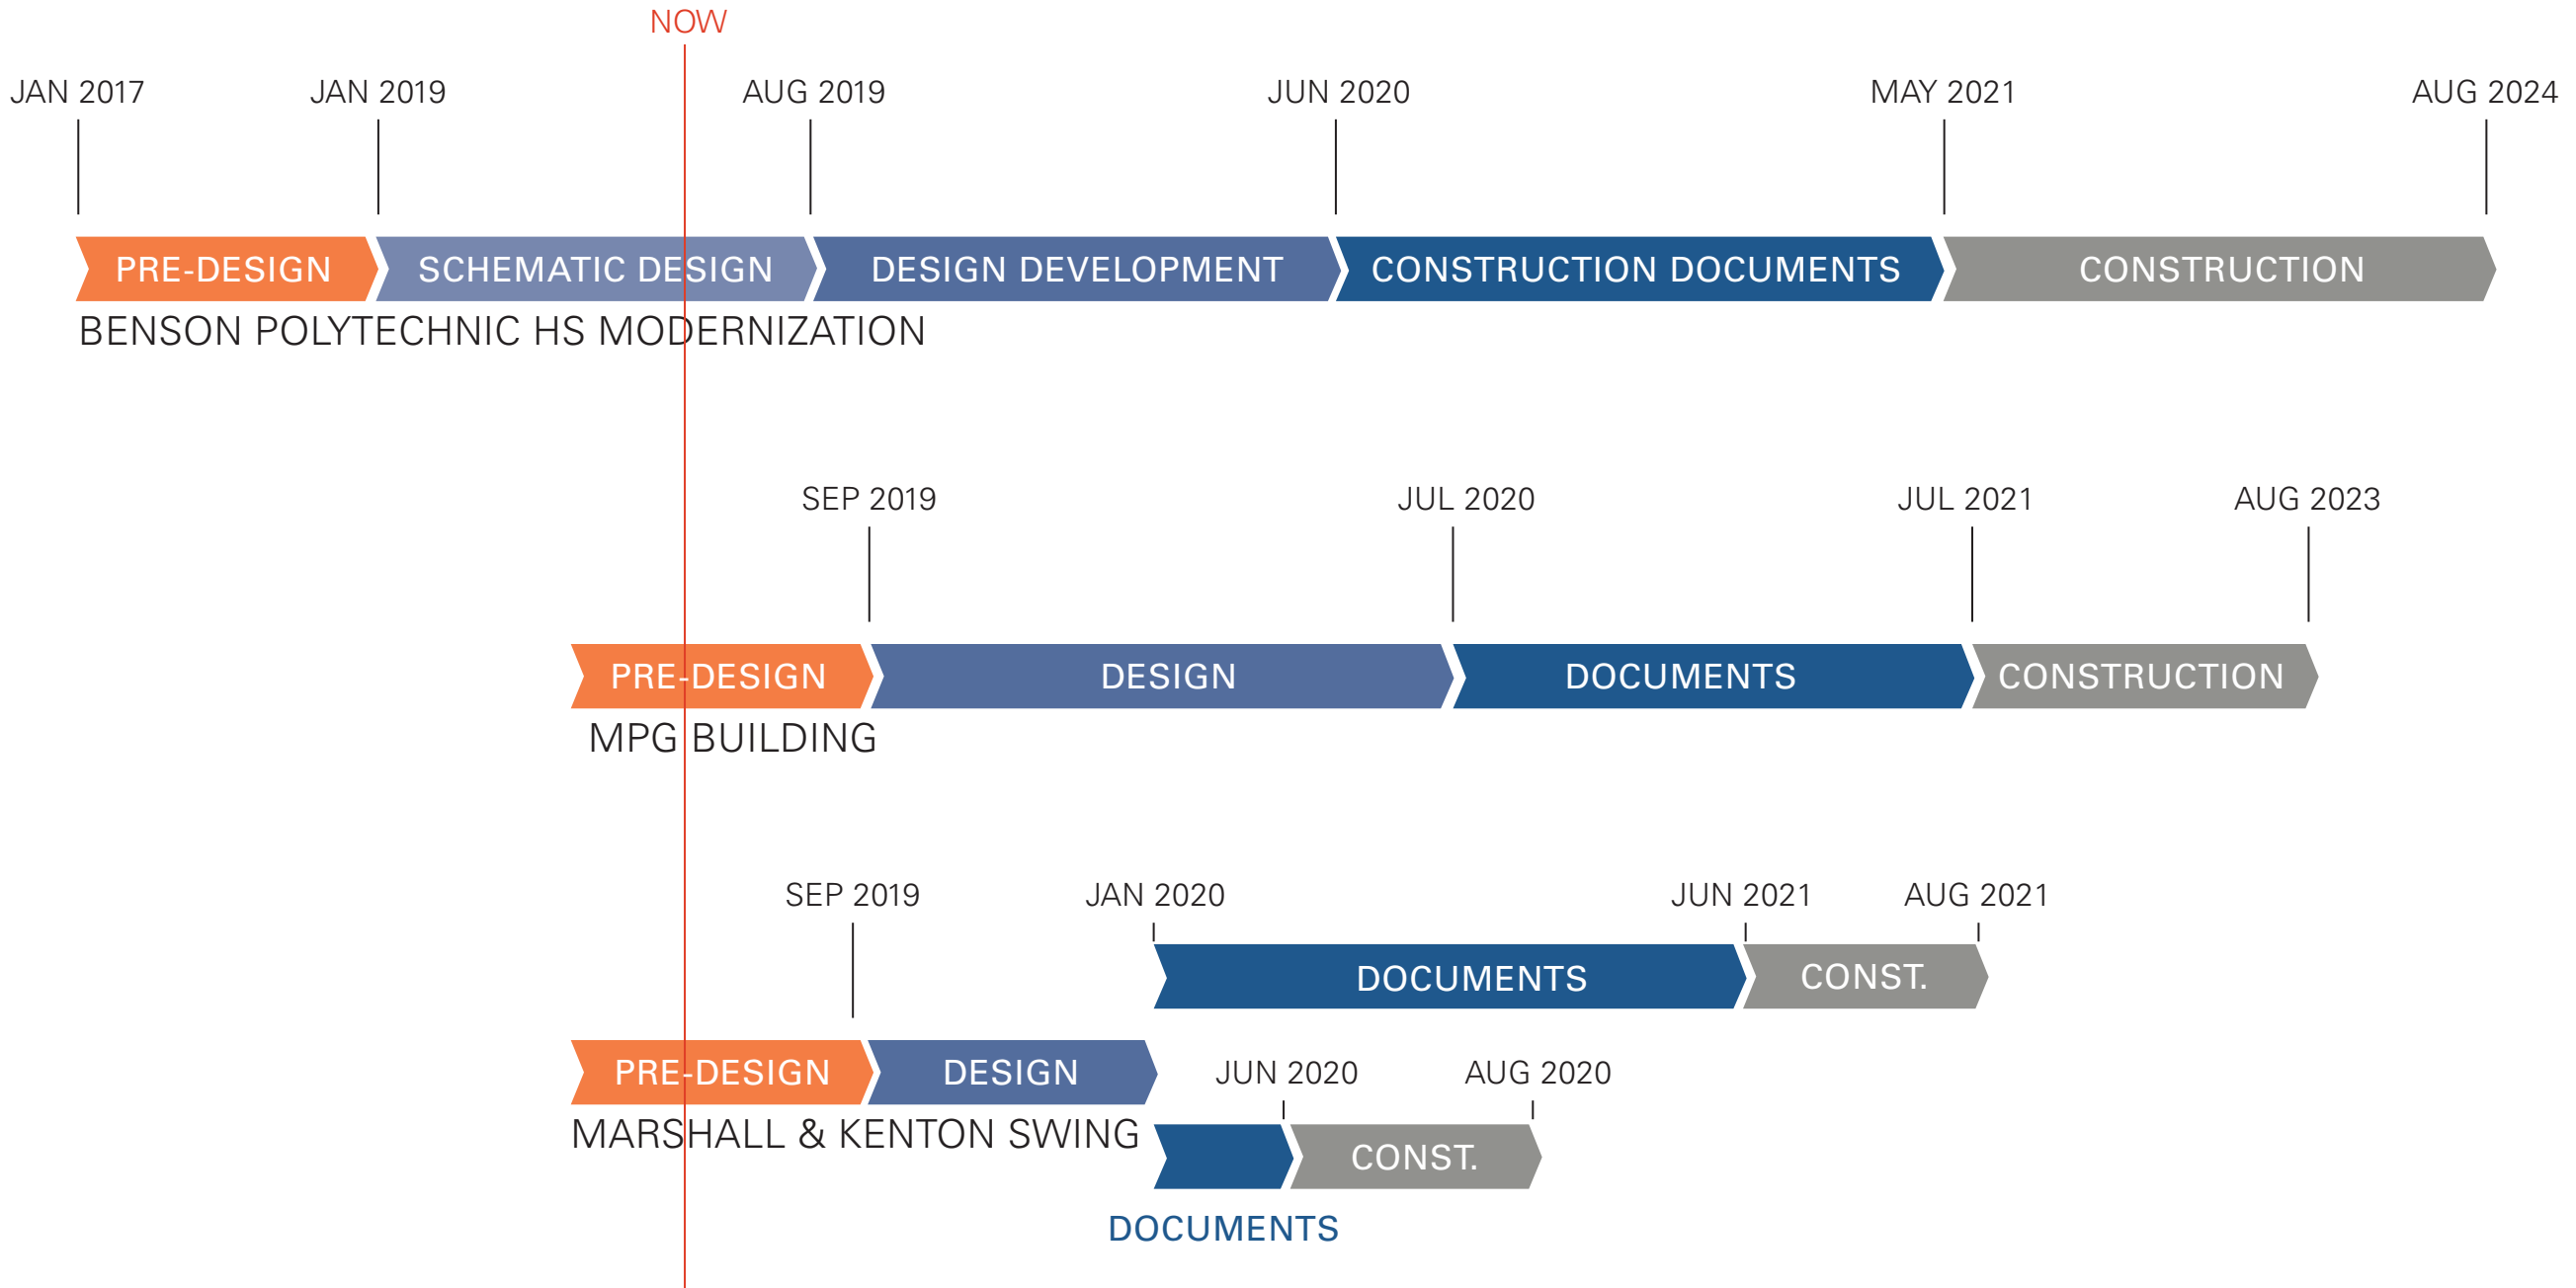 NOW
JAN 2017 JAN 2019 AUG 2019 JUN 2020 MAY 2021 AUG 2024
PRE-DESIGN SCHEMATIC DESIGN DESIGN DEVELOPMENT CONSTRUCTION DOCUMENTS CONSTRUCTION
BENSON POLYTECHNIC HS MODERNIZATION
SEP 2019 JUL 2020 JUL 2021 AUG 2023
PRE-DESIGN DESIGN DOCUMENTS CONSTRUCTION
MPG BUILDING
SEP 2019 JAN 2020 JUN 2021 AUG 2021
DOCUMENTS CONST.
PRE-DESIGN DESIGN JUN 2020 AUG 2020
MARSHALL & KENTON SWING
CONST.
DOCUMENTS